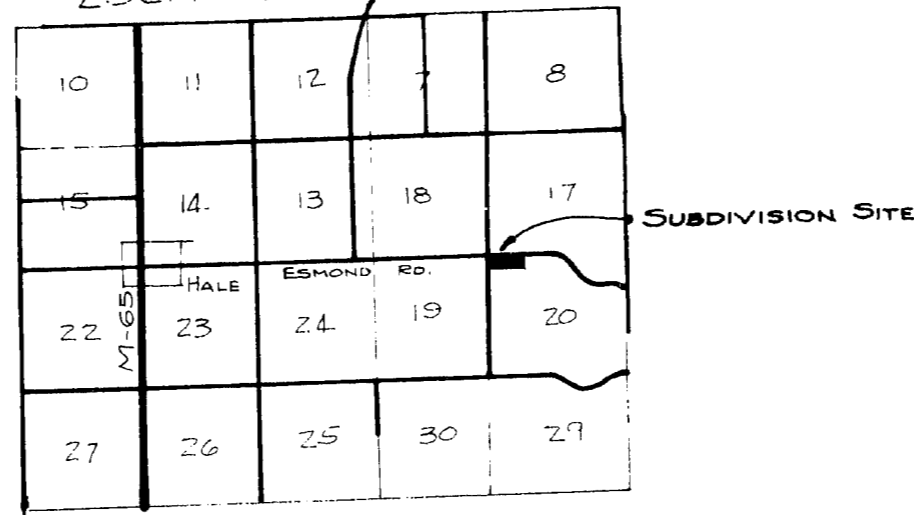 10 11 12 7 8
15 14 13 18 17
SUBDIVISION SITE
HALE ESMOND RD.
M-65
22 23 24 19 20
27 26 25 30 29